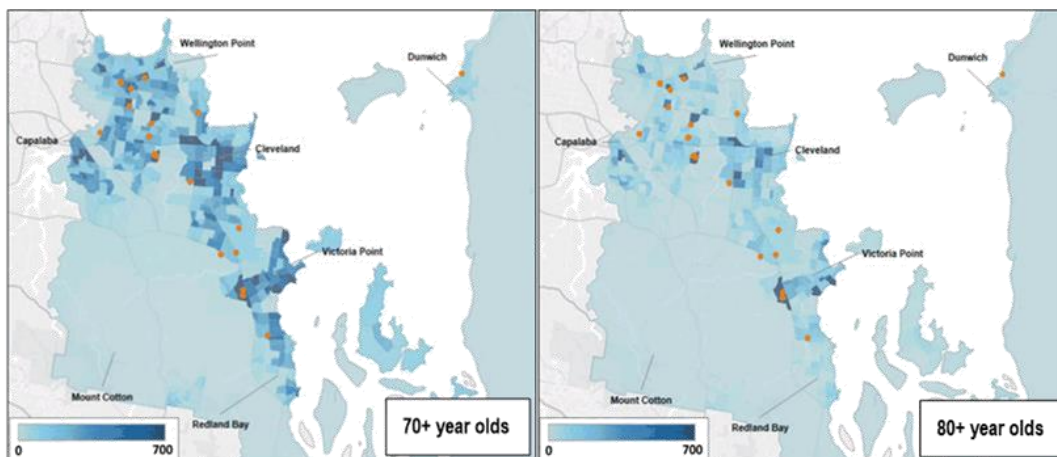 Wellington Point
Dunwich
Capalaba
Cleveland
Victoria Point
Mount Cotton
Redland Bay
0
700
70+ year olds
Wellington Point
Dunwich
Capalaba
Cleveland
Victoria Point
Mount Cotton
Redland Bay
0
700
80+ year olds